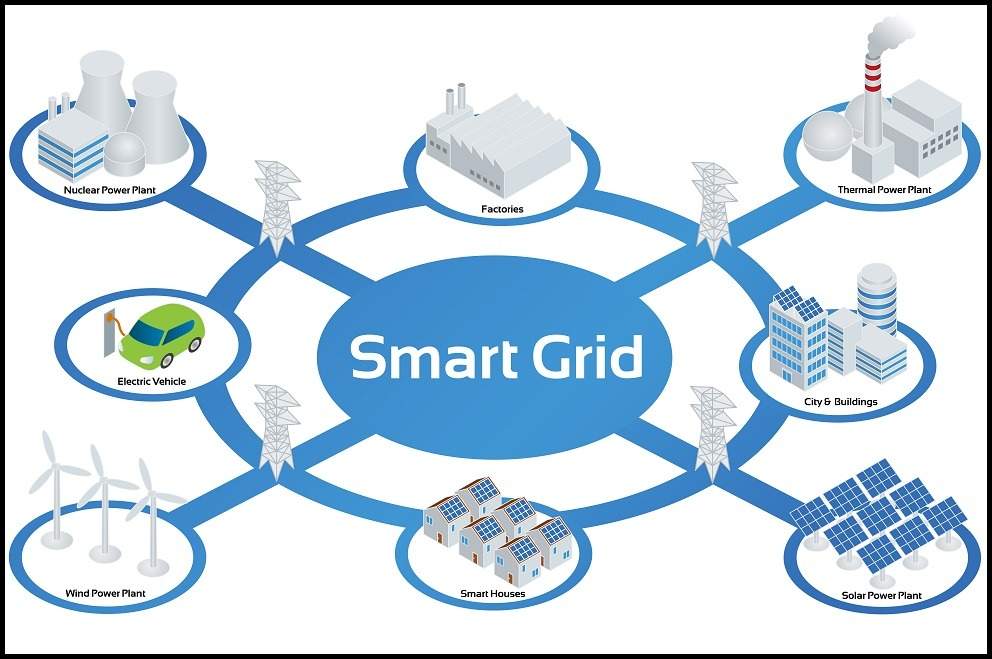 Nuclear Power Plant
Factories
Thermal Power Plant
Smart Grid
Electric Vehicle
City & Buildings
Wind Power Plant
Smart Houses
Solar Power Plant